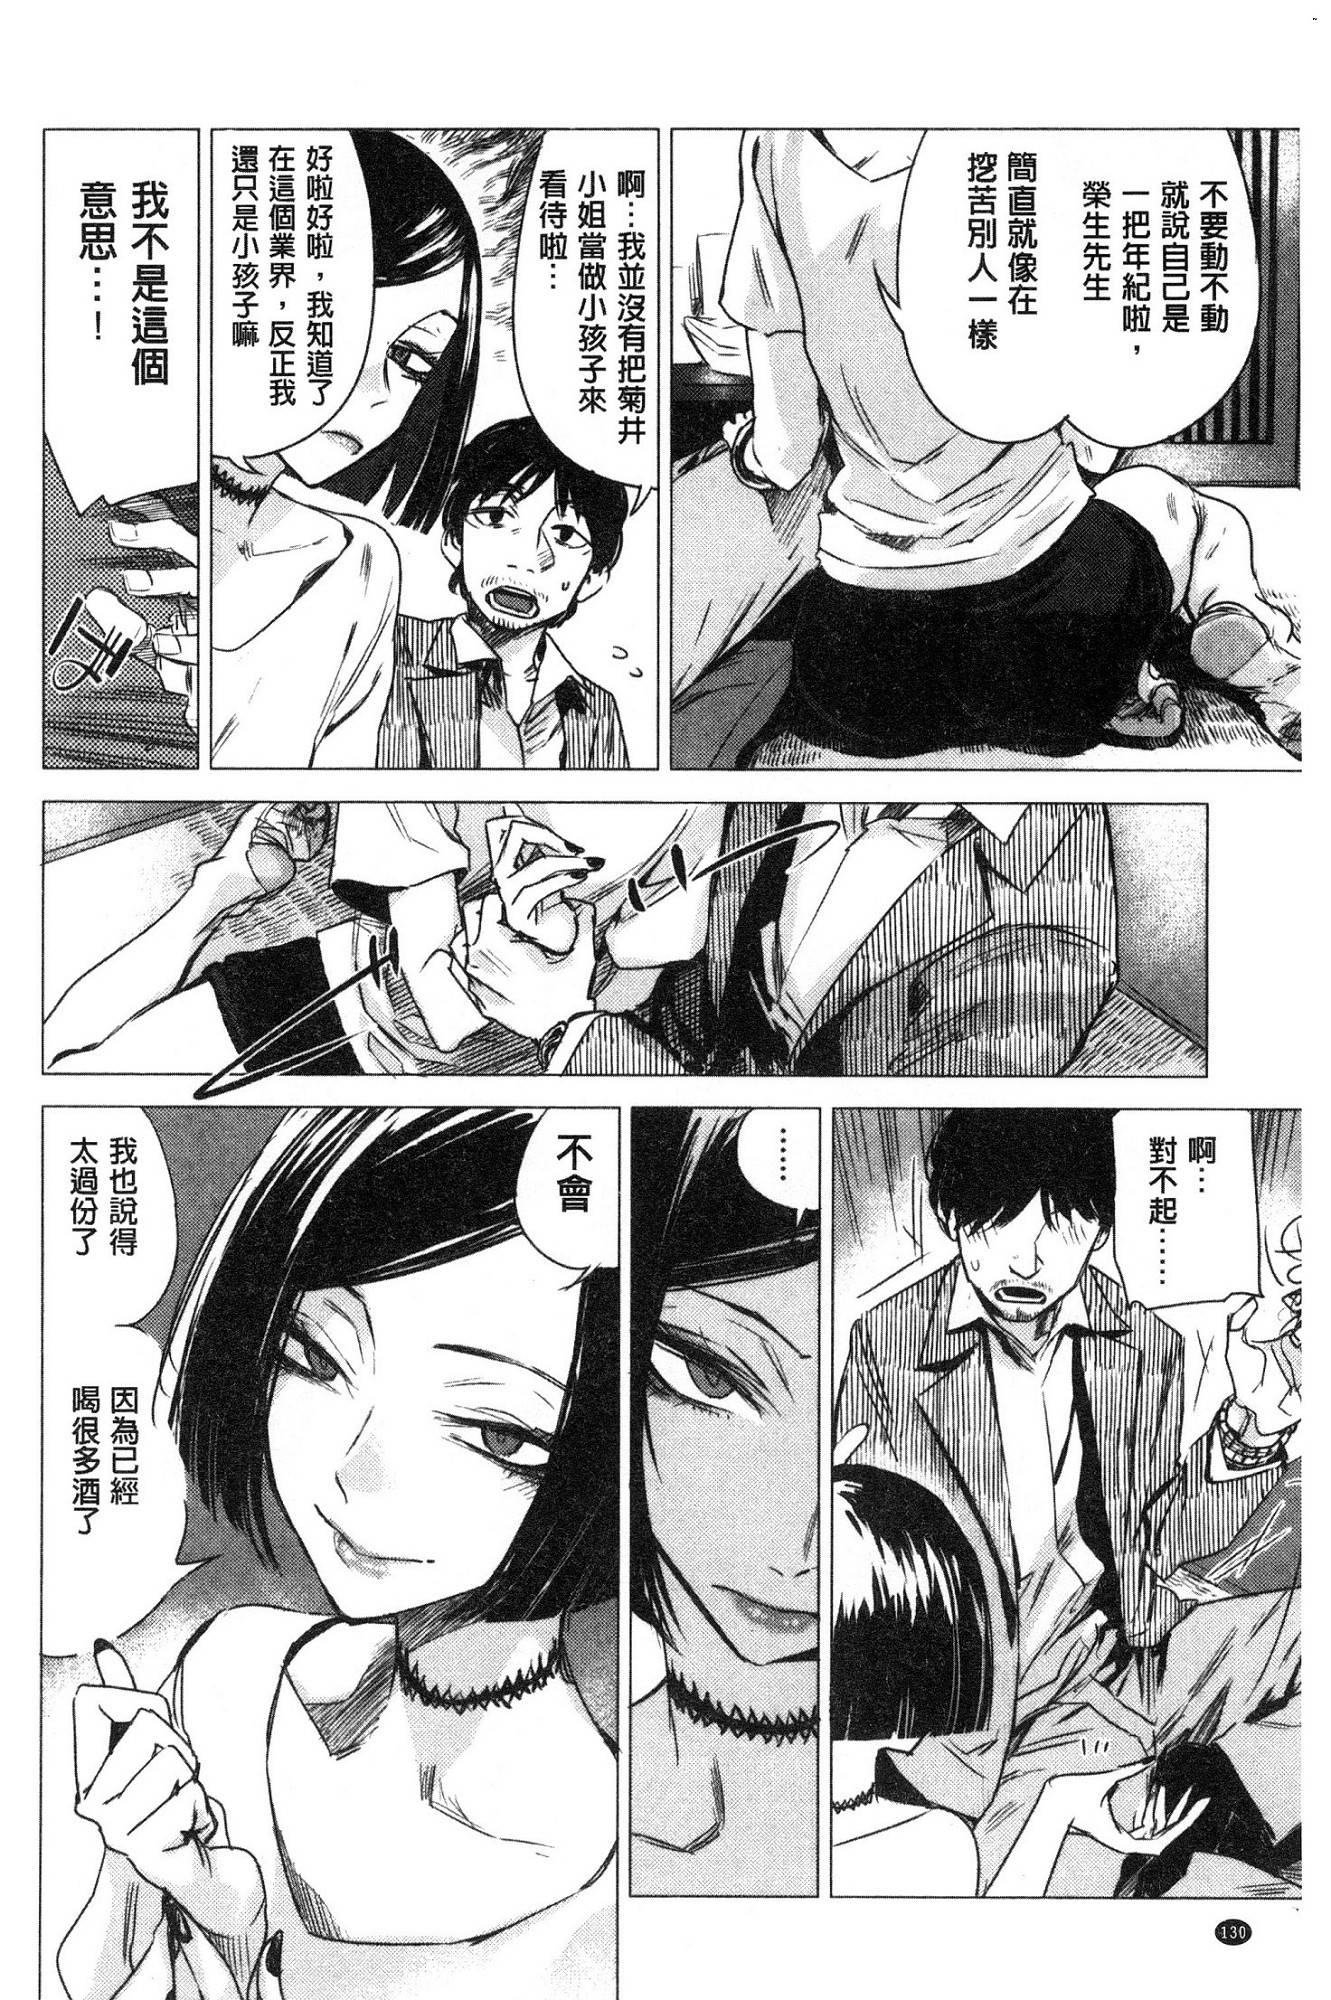 不要動不動
就說自己是
一把年紀啦，
榮生先生
簡直就像在
挖苦別人一樣
啊…我並沒有把菊井
小姐當做小孩子來
看待啦…
好啦好啦，我知道了
在這個業界，反正我
還只是小孩子嘛
我不是這個
意思…！
啊…
對不起……
……
不會
我也說得
太過份了
因為已經
喝很多酒了
130